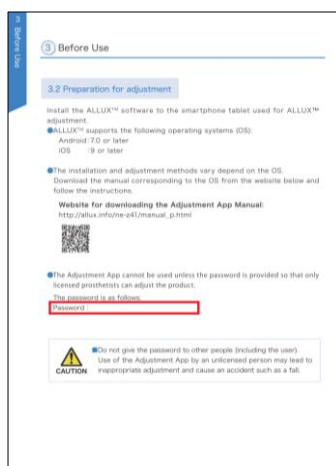 3 Before Use
③ Before Use
3.2 Preparation for adjustment
Install the ALLUX™ software to the smartphone tablet used for ALLUX™
adjustment.
●ALLUX™ supports the following operating systems (OS).
Android :7.0 or later
iOS :9 or later
●The installation and adjustment methods vary depend on the OS.
Download the manual corresponding to the OS from the website below and
follow the instructions.
Website for downloading the Adjustment App Manual:
http://allux.info/ne-z41/manual_p.html
●The Adjustment App cannot be used unless the password is provided so that only
licensed prosthetists can adjust the product.
The password is as follows:
Password :
CAUTION
■Do not give the password to other people (including the user).
Use of the Adjustment App by an unlicensed person may lead to
inappropriate adjustment and cause an accident such as a fall.